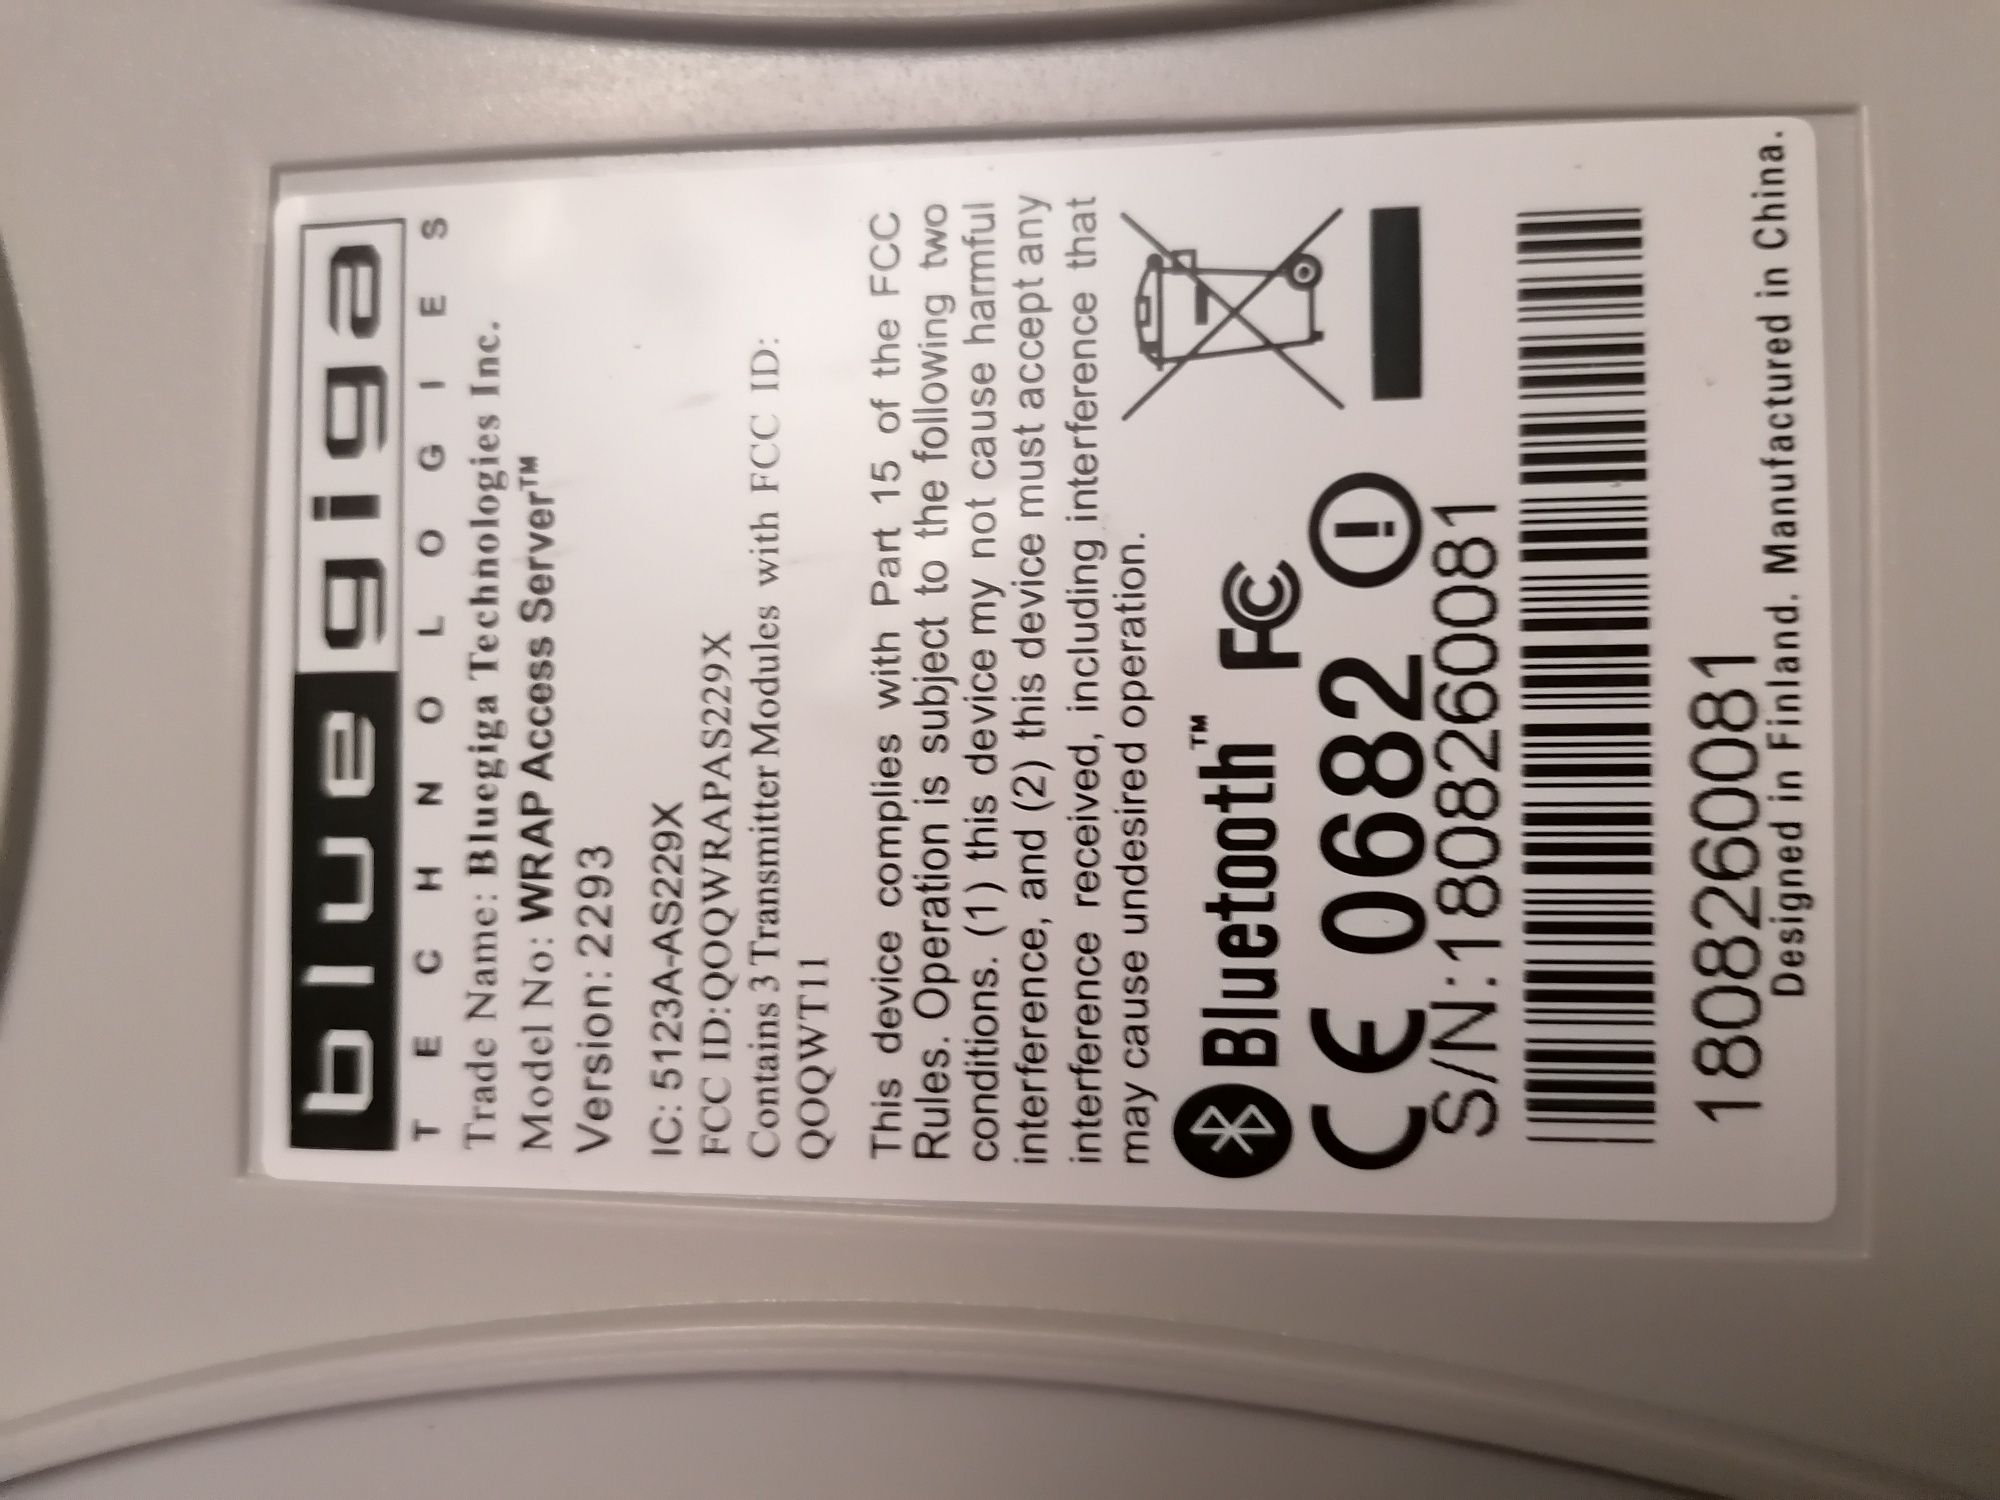 bluegiga
TECHNOLOGIES
Trade Name: Bluegiga Technologies Inc.
Model No: WRAP Access Server™
Version: 2293
IC: 5123A-AS229X
FCC ID:QOQWRAPAS229X
Contains 3 Transmitter Modules with FCC ID:
QOQWT11
This device complies with Part 15 of the FCC
Rules. Operation is subject to the following two
conditions. (1) this device my not cause harmful
interference, and (2) this device must accept any
interference received, including interference that
may cause undesired operation.
Bluetooth™ FC
CE 0682
S/N:1808260081
1808260081
Designed in Finland. Manufactured in China.